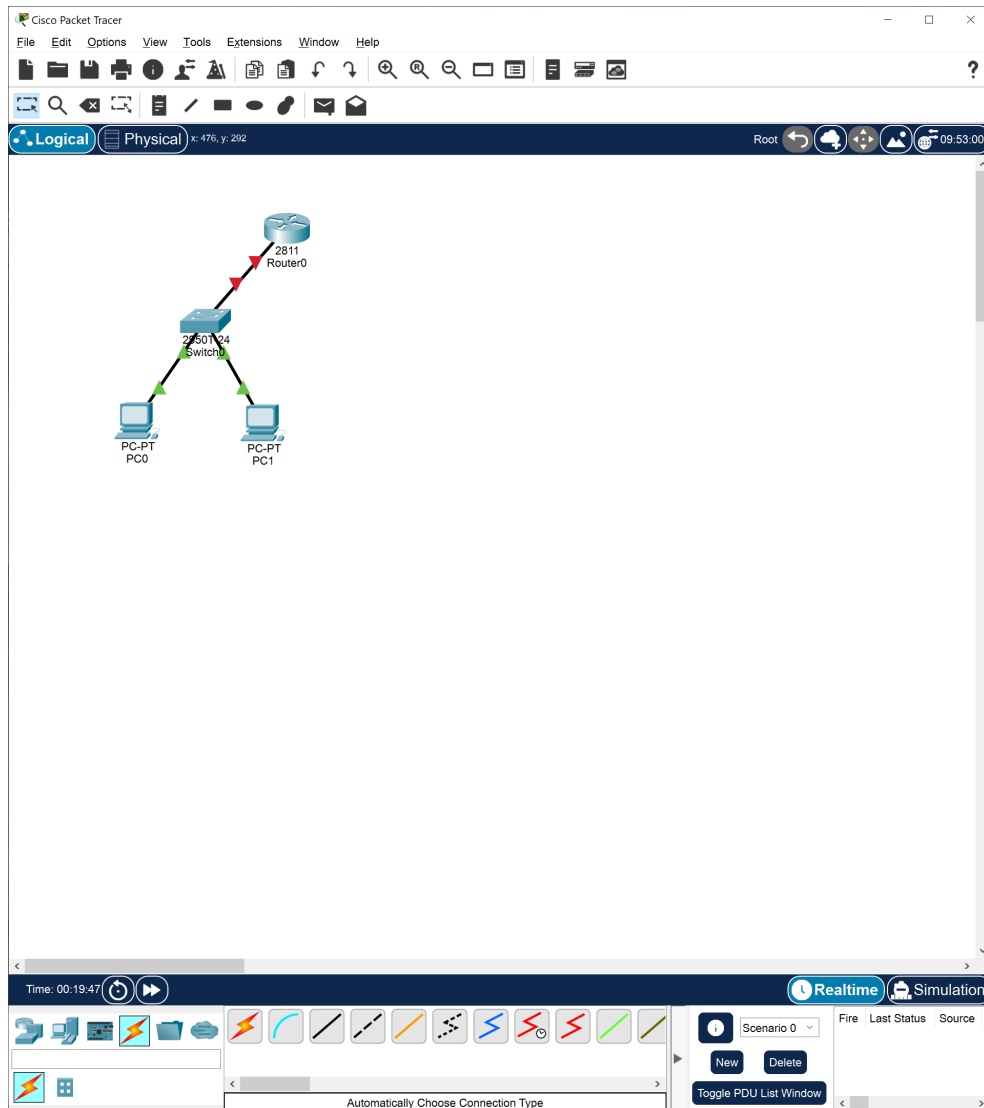 Cisco Packet Tracer
File Edit Options View Tools Extensions Window Help
?
Logical Physical x: 476, y: 292 Root 09:53:00
2811
Router0
2950T-24
Switch0
PC-PT
PC0
PC-PT
PC1
Time: 00:19:47 Realtime Simulation
Scenario 0
Fire Last Status Source
New Delete
Toggle PDU List Window
Automatically Choose Connection Type